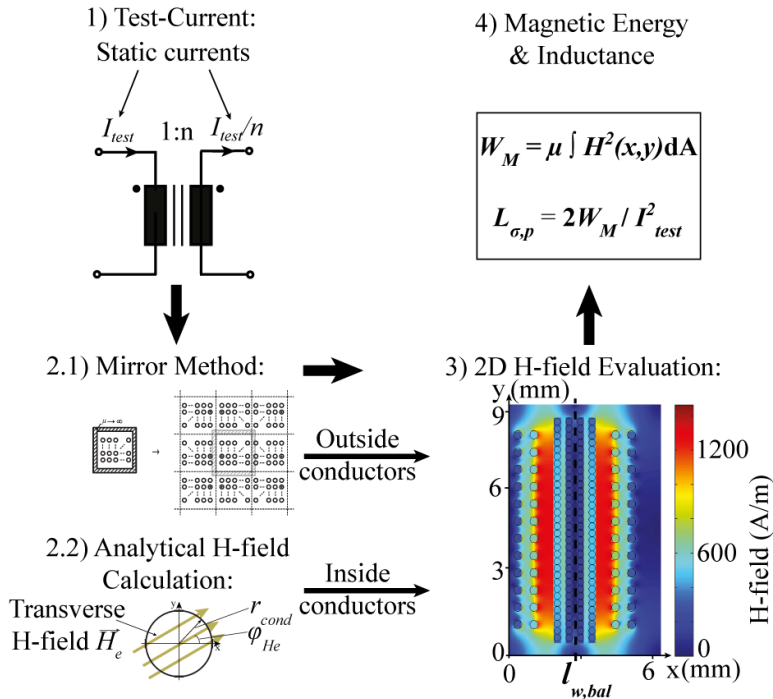 1) Test-Current:
Static currents
I_test 1:n I_test/n
2.1) Mirror Method:
μ→∞
Outside
conductors
2.2) Analytical H-field
Calculation:
Transverse
H-field H⃗_e
y
r_cond
φ_He
x
Inside
conductors
3) 2D H-field Evaluation:
y (mm)
9
6
3
0
0
l_w,bal
6
x(mm)
1200
600
0
H-field (A/m)
4) Magnetic Energy
& Inductance
W_M = μ ∫ H²(x,y)dA
L_σ,p = 2W_M / I²_test